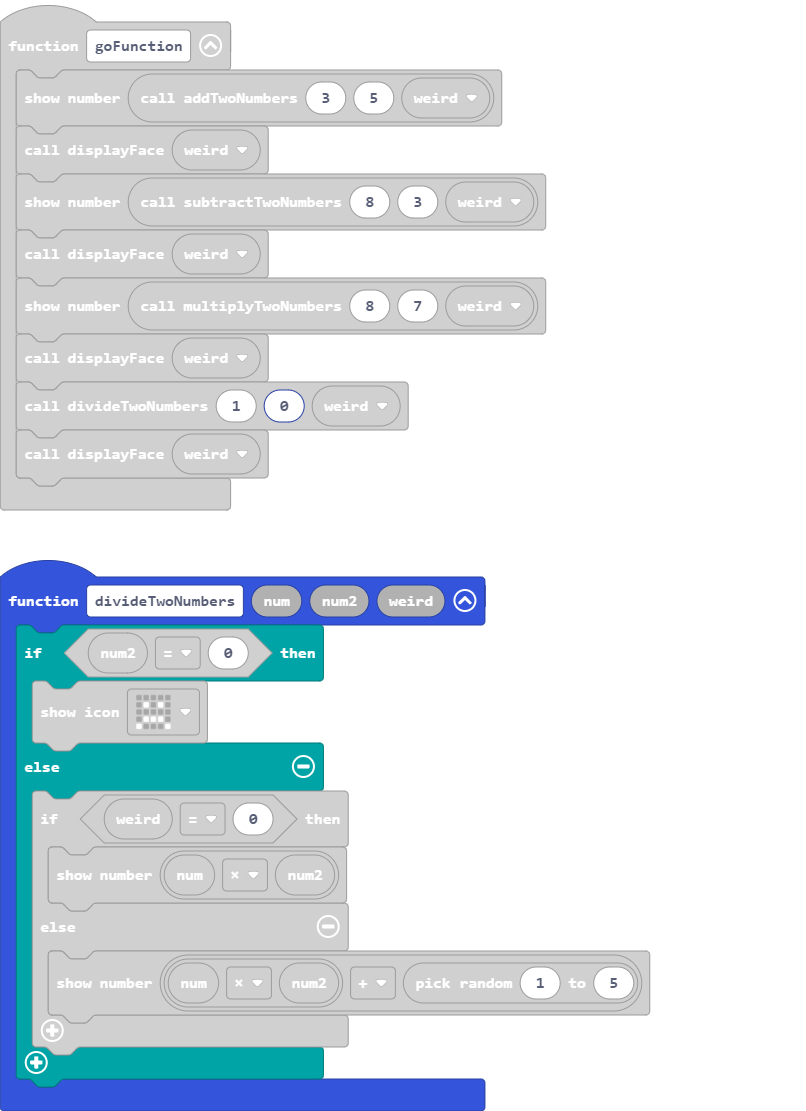 function goFunction
show number call addTwoNumbers 3 5 weird
call displayFace weird
show number call subtractTwoNumbers 8 3 weird
call displayFace weird
show number call multiplyTwoNumbers 8 7 weird
call displayFace weird
call divideTwoNumbers 1 0 weird
call displayFace weird
function divideTwoNumbers num num2 weird
if num2 = 0 then
show icon
else
if weird = 0 then
show number num × num2
else
show number num × num2 + pick random 1 to 5